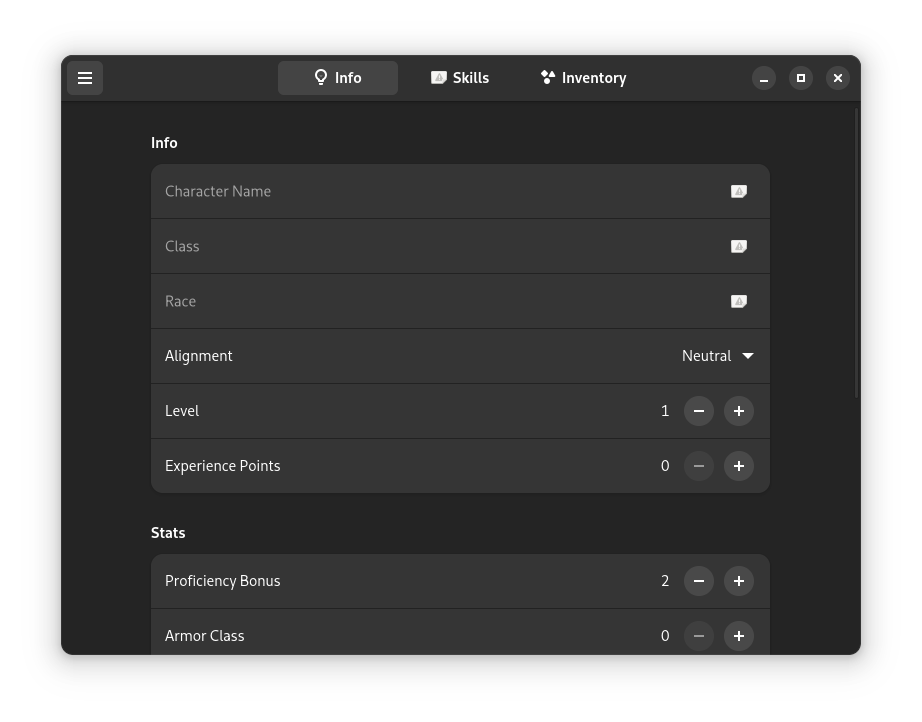 Info
Skills
Inventory
Info
Character Name
Class
Race
Alignment Neutral
Level 1
Experience Points 0
Stats
Proficiency Bonus 2
Armor Class 0